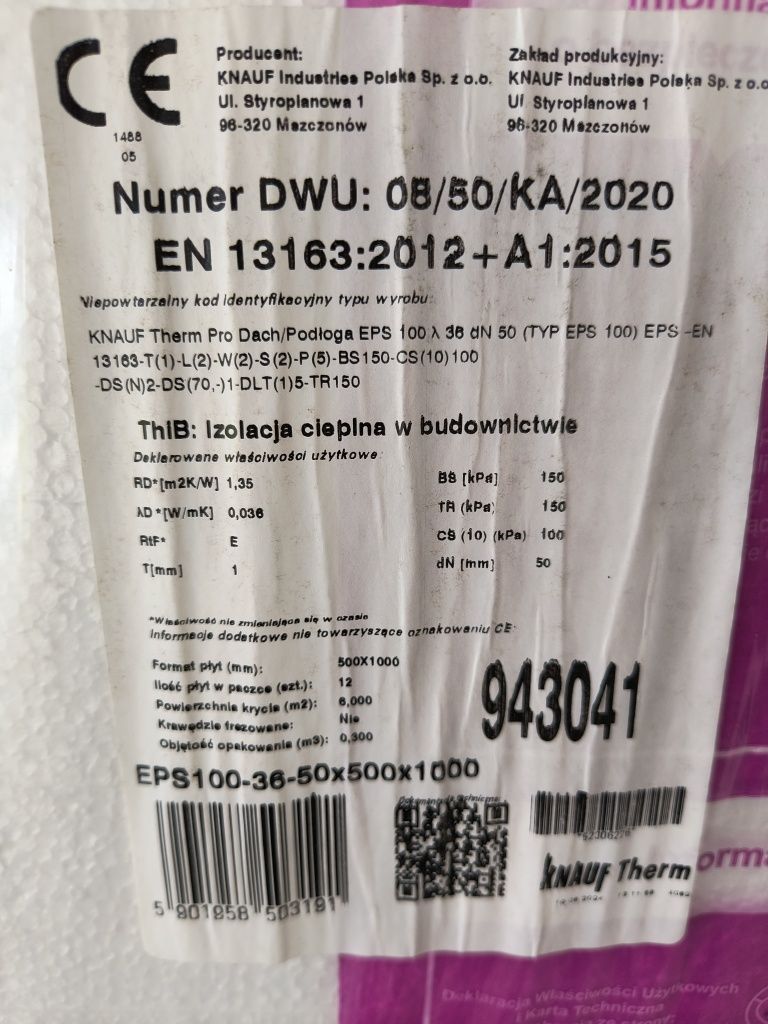 CE
1488
05
Producent:
KNAUF Industries Polska Sp. z o.o.
Ul. Styropianowa 1
96-320 Mszczonów
Zakład produkcyjny:
KNAUF Industries Polska Sp. z o.o
Ul Styropianowa 1
96-320 Mszczonów
Numer DWU: 08/50/KA/2020
EN 13163:2012+A1:2015
Niepowtarzalny kod identyfikacyjny typu wyrobu:
KNAUF Therm Pro Dach/Podłoga EPS 100 λ 36 dN 50 (TYP EPS 100) EPS -EN
13163-T(1)-L(2)-W(2)-S(2)-P(5)-BS150-CS(10)100
-DS(N)2-DS(70,-)1-DLT(1)5-TR150
ThIB: Izolacja cieplna w budownictwie
Deklarowane właściwości użytkowe:
RD*[m2K/W] 1,35
λD*[W/mK] 0,036
RtF* E
T[mm] 1
BS [kPa] 150
TR (kPa) 150
CS (10) (kPa) 100
dN [mm] 50
*Właściwość nie zmieniająca się w czasie
Informacje dodatkowe nie towarzyszące oznakowaniu CE:
Format płyt (mm): 500X1000
Ilość płyt w paczce (szt.): 12
Powierzchnia krycia (m2): 6,000
Krawędzie frezowane: Nie
Objętość opakowania (m3): 0,300
943041
EPS100-36-50x500x1000
5 901958 503191
Dokumentacja techniczna:
KNAUF Therm
orma
Deklaracja Właściwości Użytkowych
i Karta Techniczna